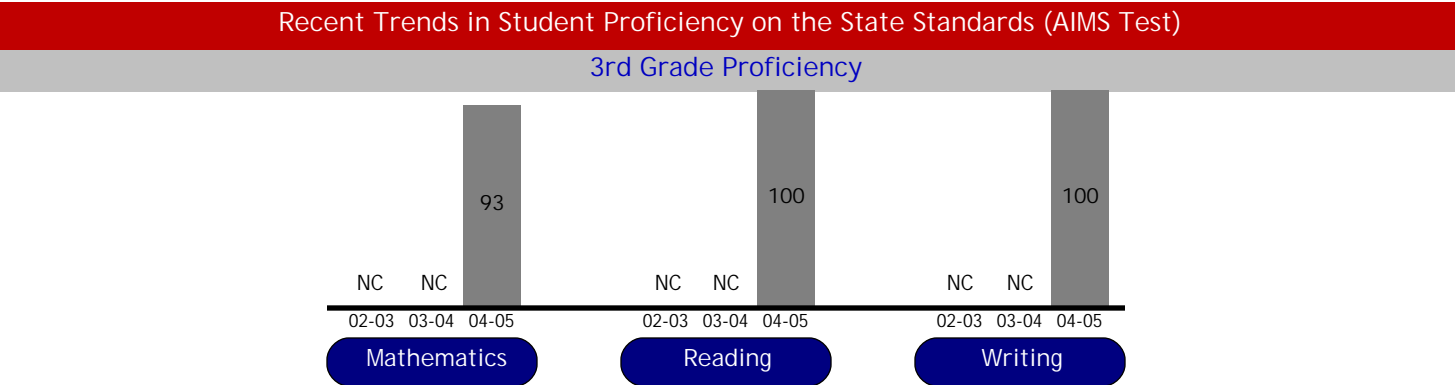 Recent Trends in Student Proficiency on the State Standards (AIMS Test)
3rd Grade Proficiency
93 100 100
NC NC NC NC NC NC
02-03 03-04 04-05 02-03 03-04 04-05 02-03 03-04 04-05
Mathematics Reading Writing